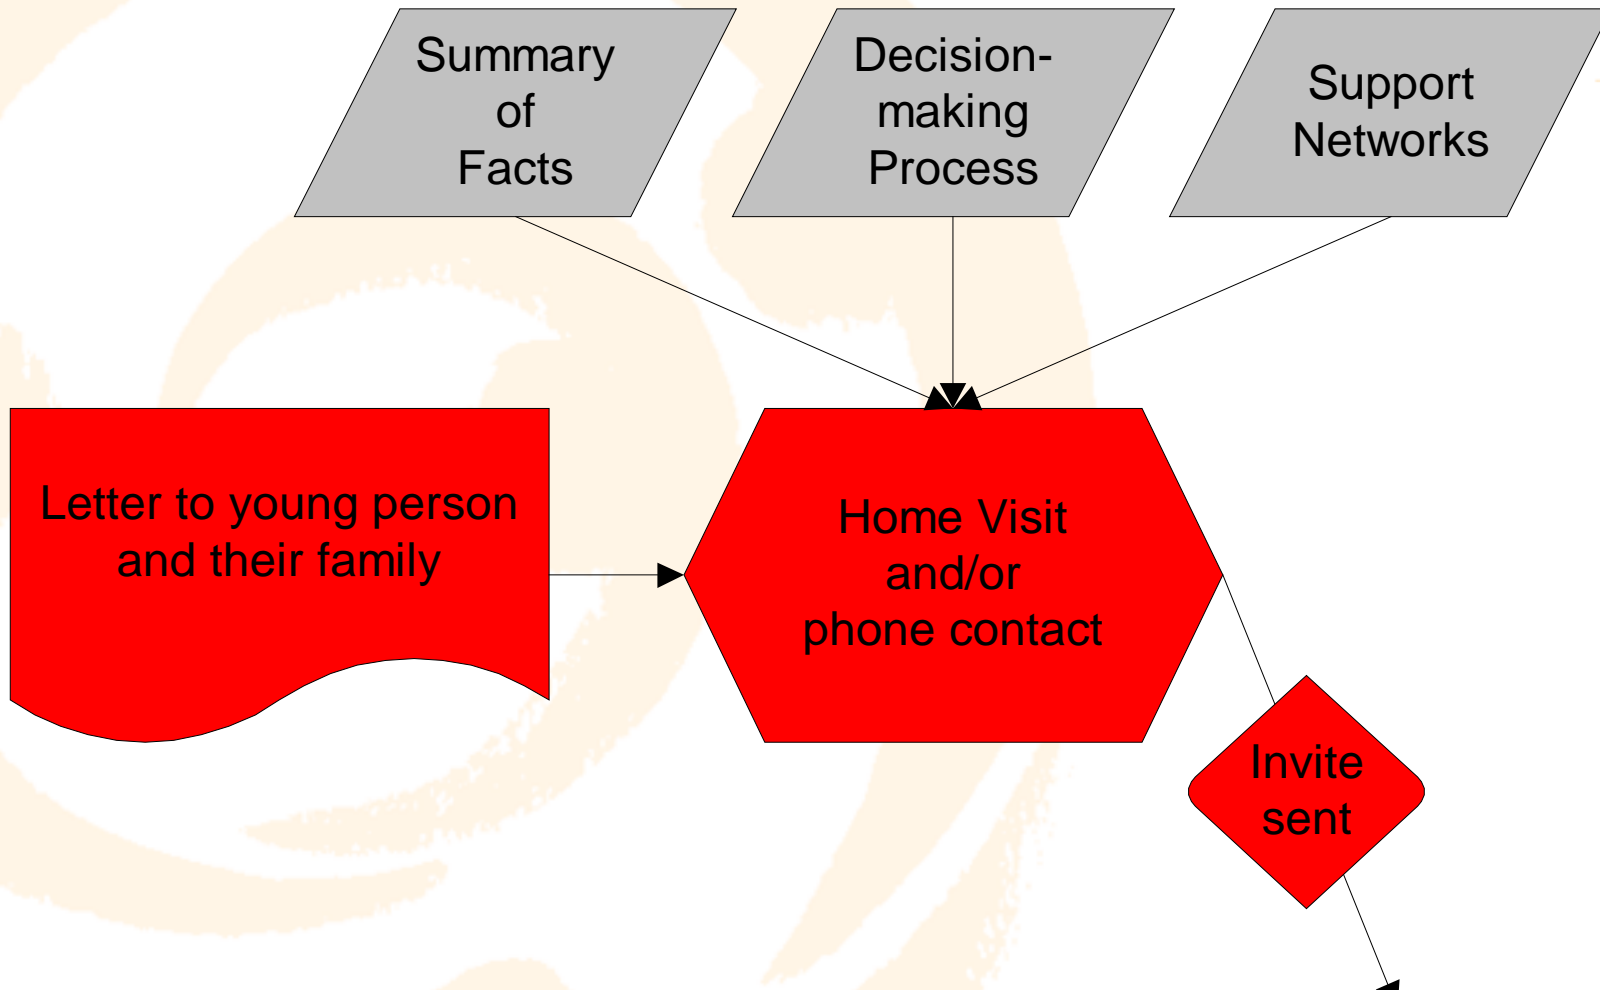 Summary
of
Facts
Decision-
making
Process
Support
Networks
Letter to young person
and their family
Home Visit
and/or
phone contact
Invite
sent